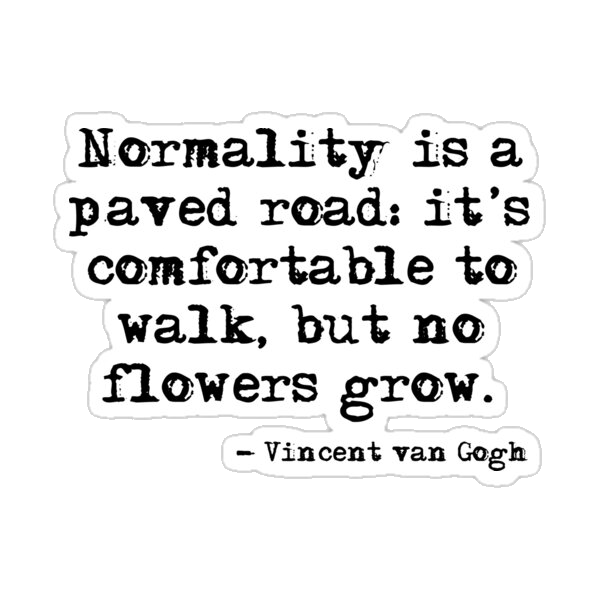 Normality is a
paved road: it's
comfortable to
walk, but no
flowers grow.
– Vincent van Gogh